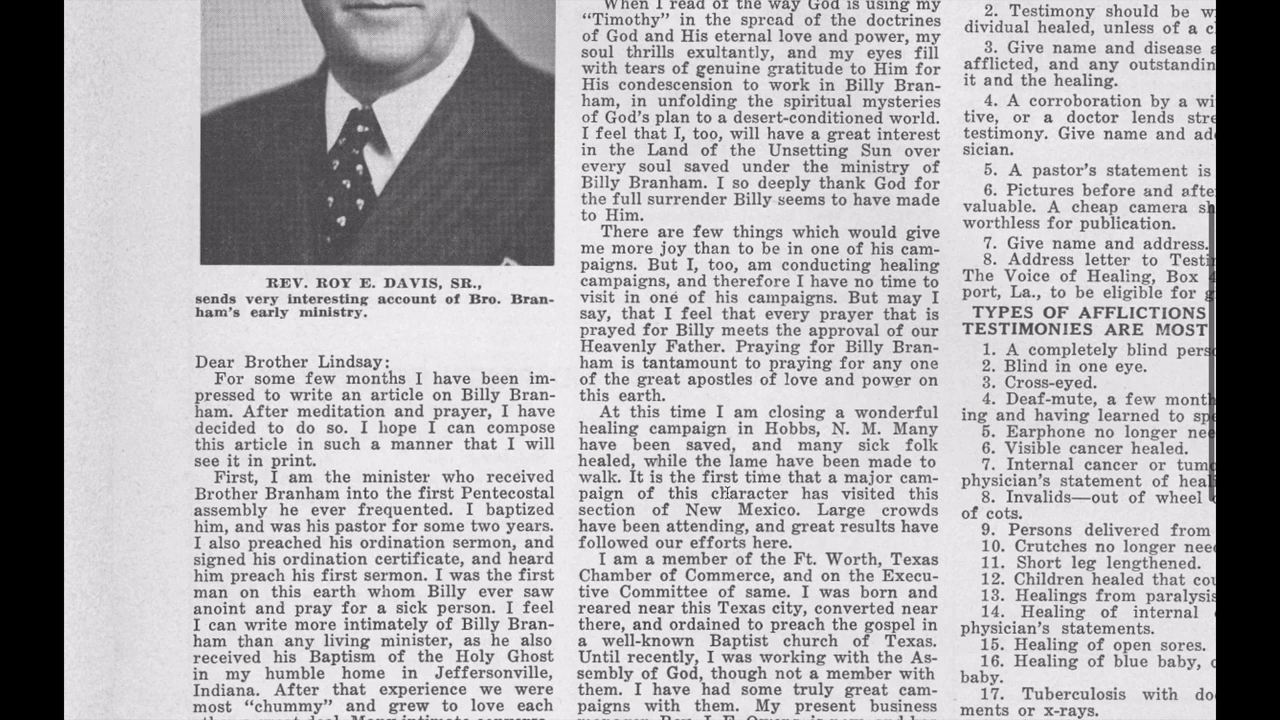 REV. ROY E. DAVIS, SR.,
sends very interesting account of Bro. Bran-
ham's early ministry.
Dear Brother Lindsay:
For some few months I have been im-
pressed to write an article on Billy Bran-
ham. After meditation and prayer, I have
decided to do so. I hope I can compose
this article in such a manner that I will
see it in print.
First, I am the minister who received
Brother Branham into the first Pentecostal
assembly he ever frequented. I baptized
him, and was his pastor for some two years.
I also preached his ordination sermon, and
signed his ordination certificate, and heard
him preach his first sermon. I was the first
man on this earth whom Billy ever saw
anoint and pray for a sick person. I feel
I can write more intimately of Billy Bran-
ham than any living minister, as he also
received his Baptism of the Holy Ghost
in my humble home in Jeffersonville,
Indiana. After that experience we were
most “chummy” and grew to love each
When I read of the way God is using my
“Timothy” in the spread of the doctrines
of God and His eternal love and power, my
soul thrills exultantly, and my eyes fill
with tears of genuine gratitude to Him for
His condescension to work in Billy Bran-
ham, in unfolding the spiritual mysteries
of God's plan to a desert-conditioned world.
I feel that I, too, will have a great interest
in the Land of the Unsetting Sun over
every soul saved under the ministry of
Billy Branham. I so deeply thank God for
the full surrender Billy seems to have made
to Him.
There are few things which would give
me more joy than to be in one of his cam-
paigns. But I, too, am conducting healing
campaigns, and therefore I have no time to
visit in one of his campaigns. But may I
say, that I feel that every prayer that is
prayed for Billy meets the approval of our
Heavenly Father. Praying for Billy Bran-
ham is tantamount to praying for any one
of the great apostles of love and power on
this earth.
At this time I am closing a wonderful
healing campaign in Hobbs, N. M. Many
have been saved, and many sick folk
healed, while the lame have been made to
walk. It is the first time that a major cam-
paign of this character has visited this
section of New Mexico. Large crowds
have been attending, and great results have
followed our efforts here.
I am a member of the Ft. Worth, Texas
Chamber of Commerce, and on the Execu-
tive Committee of same. I was born and
reared near this Texas city, converted near
there, and ordained to preach the gospel in
a well-known Baptist church of Texas.
Until recently, I was working with the As-
sembly of God, though not a member with
them. I have had some truly great cam-
paigns with them. My present business
2. Testimony should be
dividual healed, unless of a
3. Give name and disease
afflicted, and any
it and the healing.
4. A corroboration by a
tive, or a doctor lends
testimony. Give name and
sician.
5. A pastor's statement is
6. Pictures before and
valuable. A cheap camera
worthless for publication.
7. Give name and address.
8. Address letter to
The Voice of Healing, Box
port, La., to be eligible for
TYPES OF AFFLICTIONS
TESTIMONIES ARE MOST
1. A completely blind
2. Blind in one eye.
3. Cross-eyed.
4. Deaf-mute, a few
ing and having learned to
5. Earphone no longer
6. Visible cancer healed.
7. Internal cancer or
physician's statement of
8. Invalids—out of wheel
of cots.
9. Persons delivered from
10. Crutches no longer
11. Short leg lengthened.
12. Children healed that
13. Healings from paralysis
14. Healing of internal
physician's statements.
15. Healing of open sores.
16. Healing of blue baby,
baby.
17. Tuberculosis with
ments or x-rays.